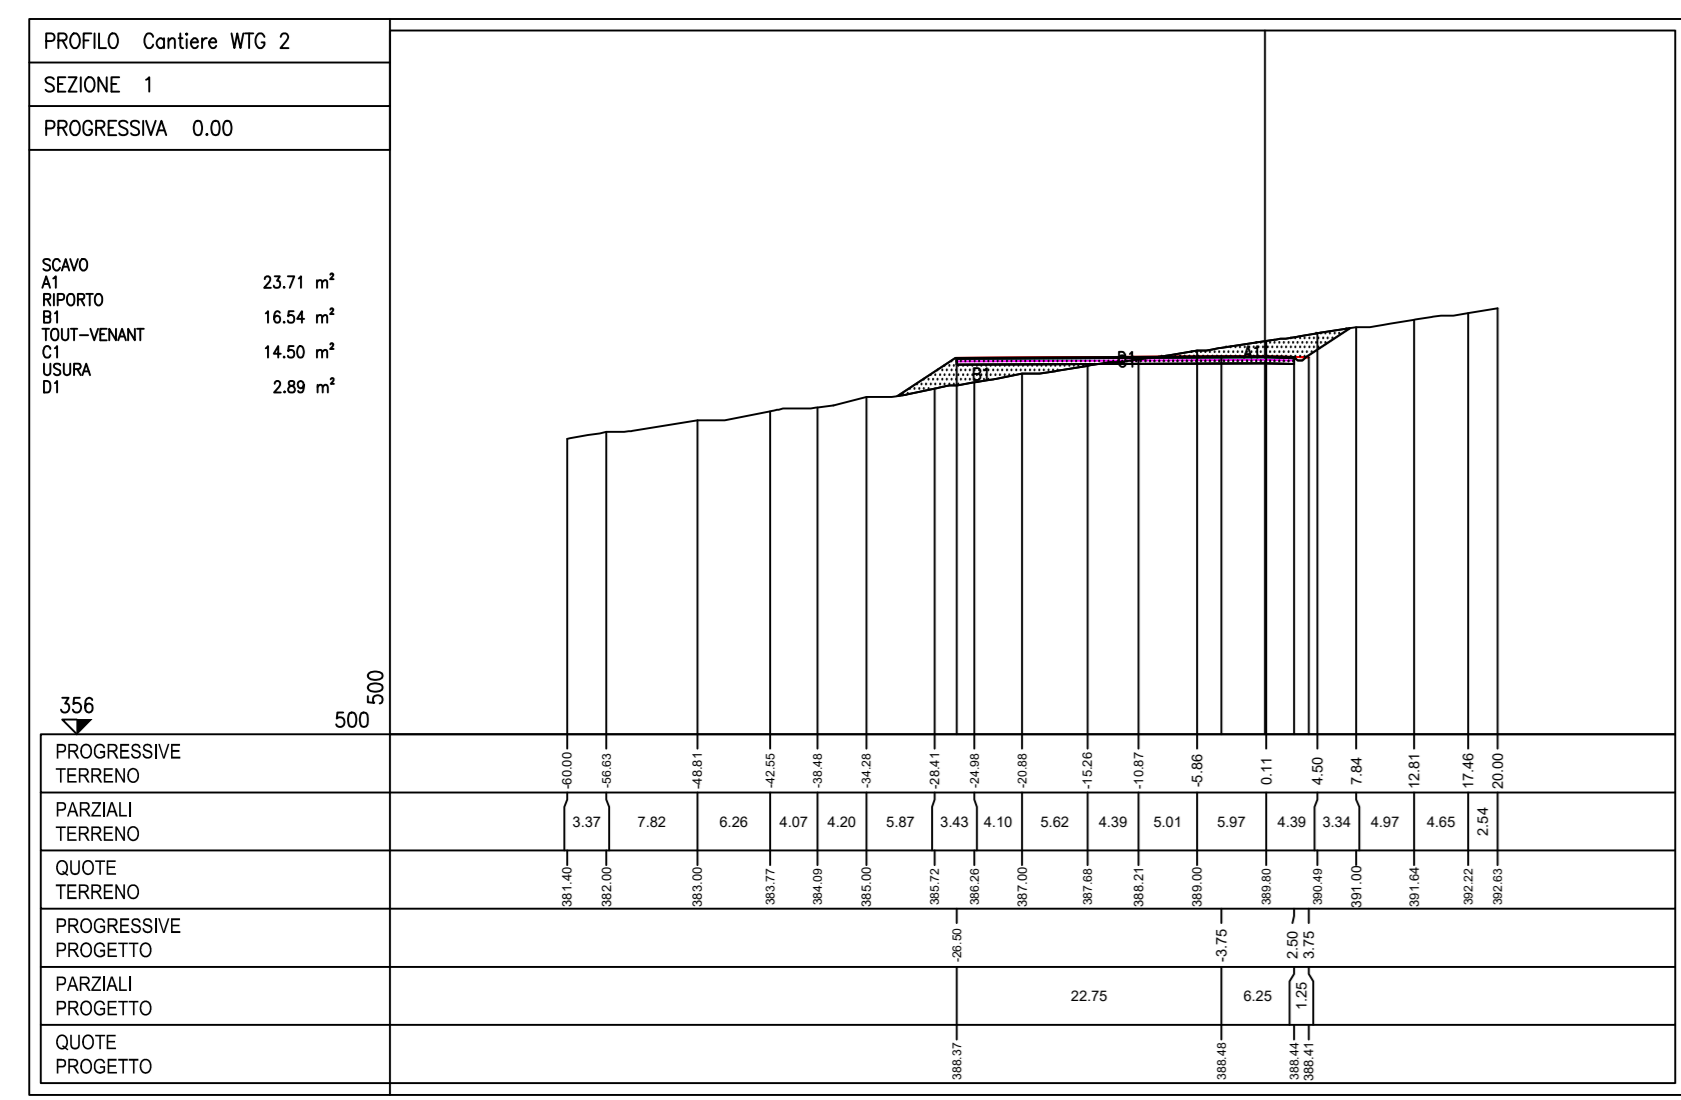 PROFILO Cantiere WTG 2
SEZIONE 1
PROGRESSIVA 0.00
SCAVO
A1 23.71 m²
RIPORTO
B1 16.54 m²
TOUT-VENANT
C1 14.50 m²
USURA
D1 2.89 m²
A1
D1
C1
B1
356
500
500
PROGRESSIVE
TERRENO
-60.00 -56.63 -48.81 -42.55 -38.48 -34.28 -28.41 -24.98 -20.88 -15.26 -10.87 -5.86 0.11 4.50 7.84 12.81 17.46 20.00
PARZIALI
TERRENO
3.37 7.82 6.26 4.07 4.20 5.87 3.43 4.10 5.62 4.39 5.01 5.97 4.39 3.34 4.97 4.65 2.54
QUOTE
TERRENO
381.40 382.00 383.00 383.77 384.09 385.00 385.72 386.26 387.00 387.68 388.21 389.00 389.80 390.49 391.00 391.64 392.22 392.63
PROGRESSIVE
PROGETTO
-26.50 -3.75 2.50 3.75
PARZIALI
PROGETTO
22.75 6.25 1.25
QUOTE
PROGETTO
388.37 388.48 388.44 388.41